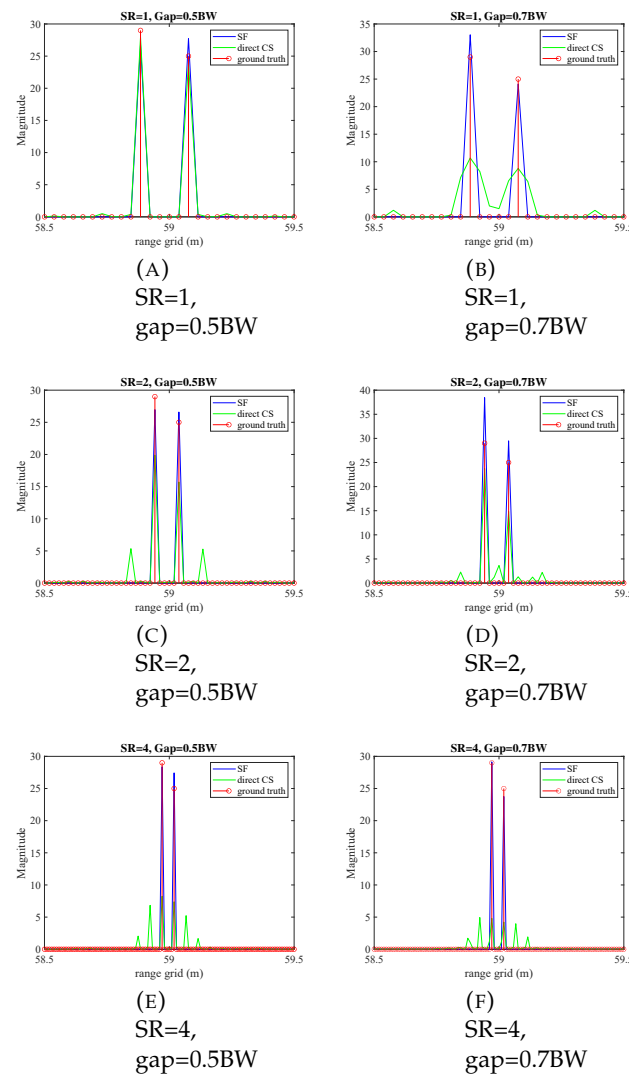 SR=1, Gap=0.5BW
SF
direct CS
ground truth
Magnitude
30
25
20
15
10
5
0
58.5
59
59.5
range grid (m)
(A)
SR=1,
gap=0.5BW
SR=1, Gap=0.7BW
SF
direct CS
ground truth
Magnitude
35
30
25
20
15
10
5
0
58.5
59
59.5
range grid (m)
(B)
SR=1,
gap=0.7BW
SR=2, Gap=0.5BW
SF
direct CS
ground truth
Magnitude
30
25
20
15
10
5
0
58.5
59
59.5
range grid (m)
(C)
SR=2,
gap=0.5BW
SR=2, Gap=0.7BW
SF
direct CS
ground truth
Magnitude
40
35
30
25
20
15
10
5
0
58.5
59
59.5
range grid (m)
(D)
SR=2,
gap=0.7BW
SR=4, Gap=0.5BW
SF
direct CS
ground truth
Magnitude
30
25
20
15
10
5
0
58.5
59
59.5
range grid (m)
(E)
SR=4,
gap=0.5BW
SR=4, Gap=0.7BW
SF
direct CS
ground truth
Magnitude
30
25
20
15
10
5
0
58.5
59
59.5
range grid (m)
(F)
SR=4,
gap=0.7BW